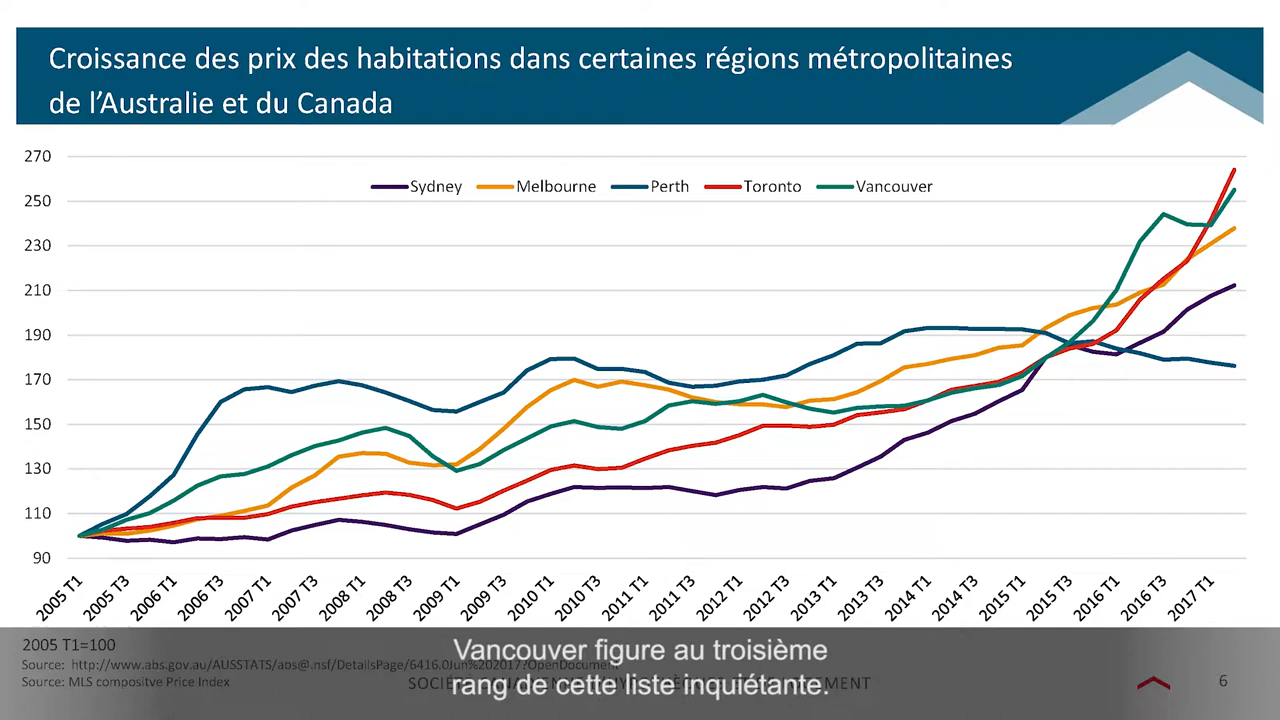 Croissance des prix des habitations dans certaines régions métropolitaines
de l’Australie et du Canada
270
250
230
210
190
170
150
130
110
90
Sydney
Melbourne
Perth
Toronto
Vancouver
2005 T1
2005 T3
2006 T1
2006 T3
2007 T1
2007 T3
2008 T1
2008 T3
2009 T1
2009 T3
2010 T1
2010 T3
2011 T1
2011 T3
2012 T1
2012 T3
2013 T1
2013 T3
2014 T1
2014 T3
2015 T1
2015 T3
2016 T1
2016 T3
2017 T1
2005 T1=100
Source: http://www.abs.gov.au/AUSSTATS/abs@.nsf/DetailsPage/6416.0Jun%202017?OpenDocument
Source: MLS compositve Price Index
Vancouver figure au troisième
rang de cette liste inquiétante.
6